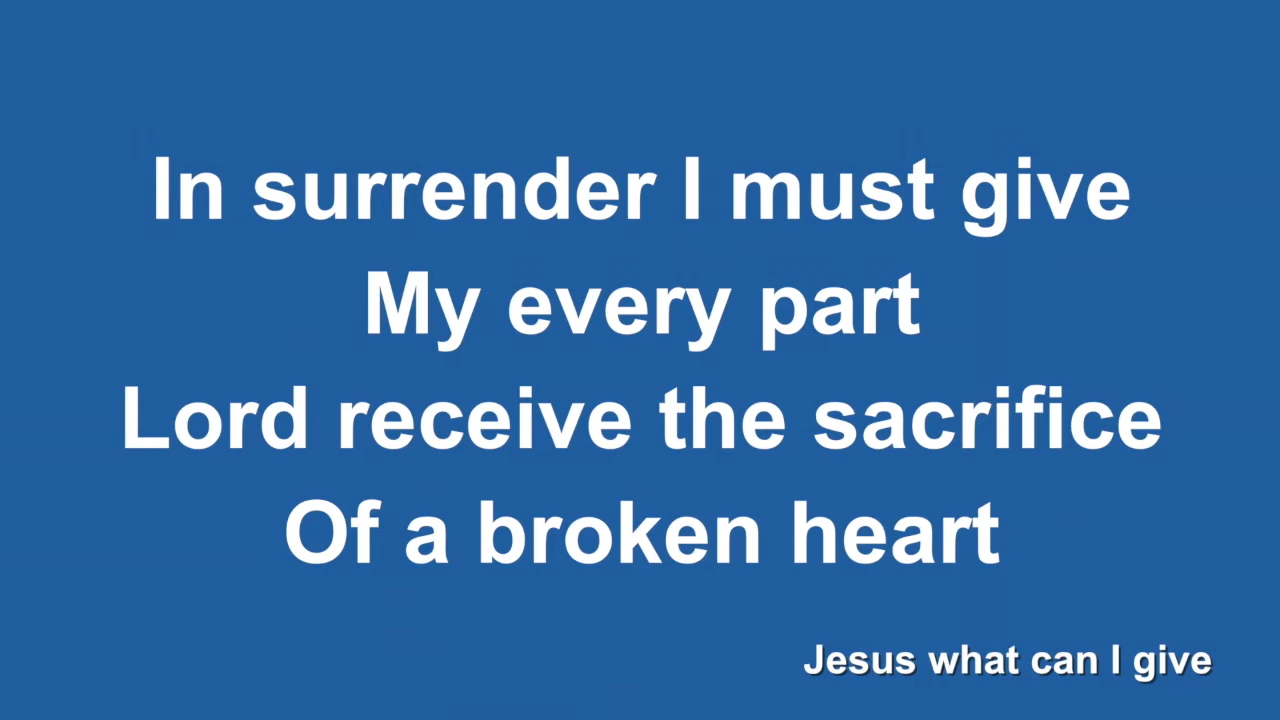 In surrender I must give
My every part
Lord receive the sacrifice
Of a broken heart
Jesus what can I give